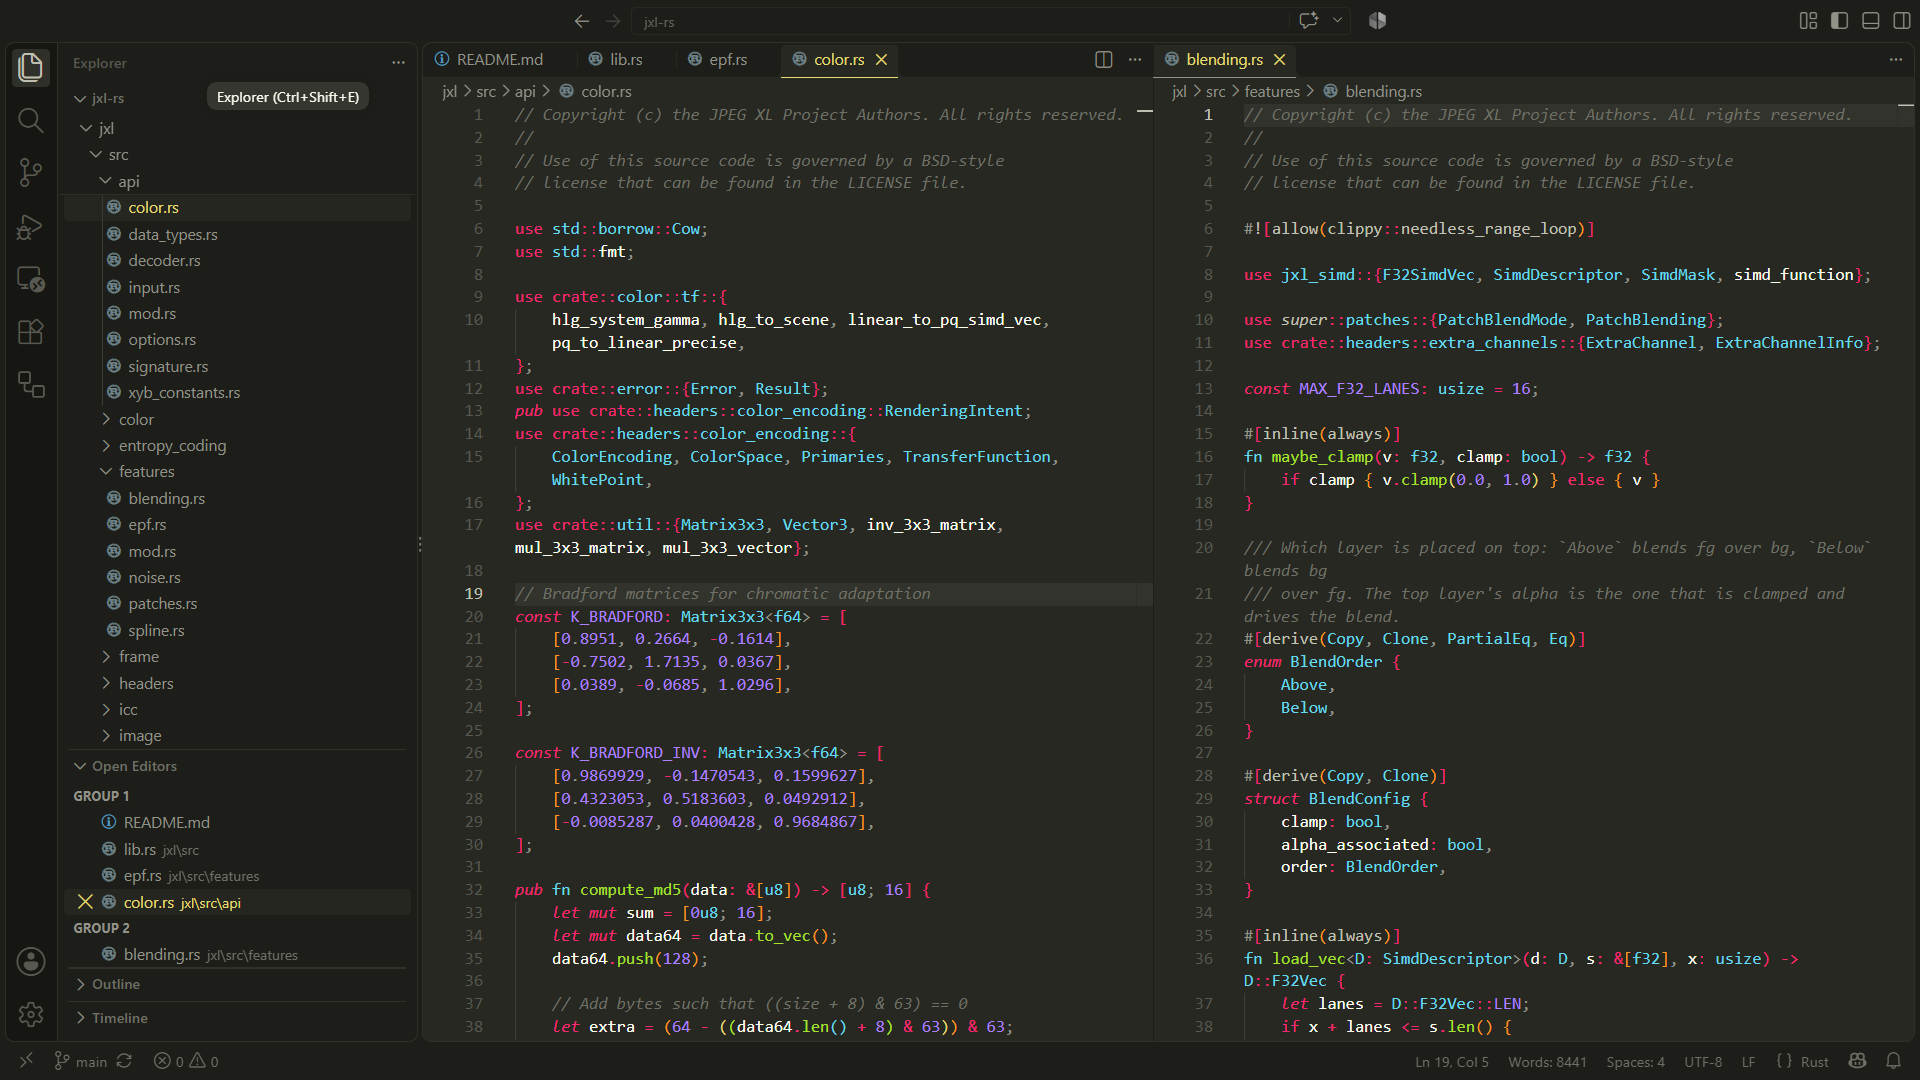 jxl-rs
Explorer
Explorer (Ctrl+Shift+E)
jxl-rs
jxl
src
api
color.rs
data_types.rs
decoder.rs
input.rs
mod.rs
options.rs
signature.rs
xyb_constants.rs
color
entropy_coding
features
blending.rs
epf.rs
mod.rs
noise.rs
patches.rs
spline.rs
frame
headers
icc
image
Open Editors
GROUP 1
README.md
lib.rs jxl\src
epf.rs jxl\src\features
color.rs jxl\src\api
GROUP 2
blending.rs jxl\src\features
Outline
Timeline
README.md lib.rs epf.rs color.rs
jxl > src > api > color.rs
1 // Copyright (c) the JPEG XL Project Authors. All rights reserved.
2 //
3 // Use of this source code is governed by a BSD-style
4 // license that can be found in the LICENSE file.
5
6 use std::borrow::Cow;
7 use std::fmt;
8
9 use crate::color::tf::{
10 hlg_system_gamma, hlg_to_scene, linear_to_pq_simd_vec,
pq_to_linear_precise,
11 };
12 use crate::error::{Error, Result};
13 pub use crate::headers::color_encoding::RenderingIntent;
14 use crate::headers::color_encoding::{
15 ColorEncoding, ColorSpace, Primaries, TransferFunction,
WhitePoint,
16 };
17 use crate::util::{Matrix3x3, Vector3, inv_3x3_matrix,
mul_3x3_matrix, mul_3x3_vector};
18
19 // Bradford matrices for chromatic adaptation
20 const K_BRADFORD: Matrix3x3<f64> = [
21 [0.8951, 0.2664, -0.1614],
22 [-0.7502, 1.7135, 0.0367],
23 [0.0389, -0.0685, 1.0296],
24 ];
25
26 const K_BRADFORD_INV: Matrix3x3<f64> = [
27 [0.9869929, -0.1470543, 0.1599627],
28 [0.4323053, 0.5183603, 0.0492912],
29 [-0.0085287, 0.0400428, 0.9684867],
30 ];
31
32 pub fn compute_md5(data: &[u8]) -> [u8; 16] {
33 let mut sum = [0u8; 16];
34 let mut data64 = data.to_vec();
35 data64.push(128);
36
37 // Add bytes such that ((size + 8) & 63) == 0
38 let extra = (64 - ((data64.len() + 8) & 63)) & 63;
blending.rs
jxl > src > features > blending.rs
1 // Copyright (c) the JPEG XL Project Authors. All rights reserved.
2 //
3 // Use of this source code is governed by a BSD-style
4 // license that can be found in the LICENSE file.
5
6 #![allow(clippy::needless_range_loop)]
7
8 use jxl_simd::{F32SimdVec, SimdDescriptor, SimdMask, simd_function};
9
10 use super::patches::{PatchBlendMode, PatchBlending};
11 use crate::headers::extra_channels::{ExtraChannel, ExtraChannelInfo};
12
13 const MAX_F32_LANES: usize = 16;
14
15 #[inline(always)]
16 fn maybe_clamp(v: f32, clamp: bool) -> f32 {
17 if clamp { v.clamp(0.0, 1.0) } else { v }
18 }
19
20 /// Which layer is placed on top: `Above` blends fg over bg, `Below`
blends bg
21 /// over fg. The top layer's alpha is the one that is clamped and
drives the blend.
22 #[derive(Copy, Clone, PartialEq, Eq)]
23 enum BlendOrder {
24 Above,
25 Below,
26 }
27
28 #[derive(Copy, Clone)]
29 struct BlendConfig {
30 clamp: bool,
31 alpha_associated: bool,
32 order: BlendOrder,
33 }
34
35 #[inline(always)]
36 fn load_vec<D: SimdDescriptor>(d: D, s: &[f32], x: usize) ->
D::F32Vec {
37 let lanes = D::F32Vec::LEN;
38 if x + lanes <= s.len() {
main 0 0
Ln 19, Col 5 Words: 8441 Spaces: 4 UTF-8 LF {} Rust